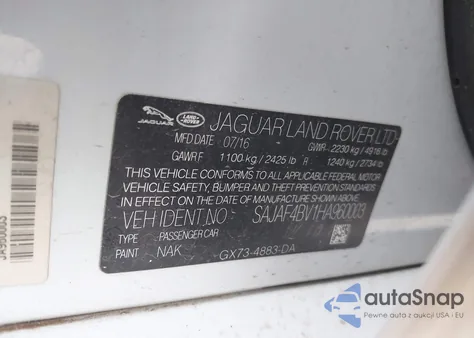 JAGUAR
LAND ROVER
JAGUAR LAND ROVER LTD
MFD DATE 07/16 GVWR- 2230 kg / 4916 lb
GAWR F 1100 kg / 2425 lb R 1240 kg / 2734 lb
THIS VEHICLE CONFORMS TO ALL APPLICABLE FEDERAL MOTOR
VEHICLE SAFETY, BUMPER AND THEFT PREVENTION STANDARDS
IN EFFECT ON THE DATE OF MANUFACTURE SHOWN ABOVE.
VEH IDENT.NO- SAJAF4BV1HA960003
TYPE : PASSENGER CAR
PAINT: NAK GX73-4883-DA
autoSnap
Pewne auta z aukcji USA - EU